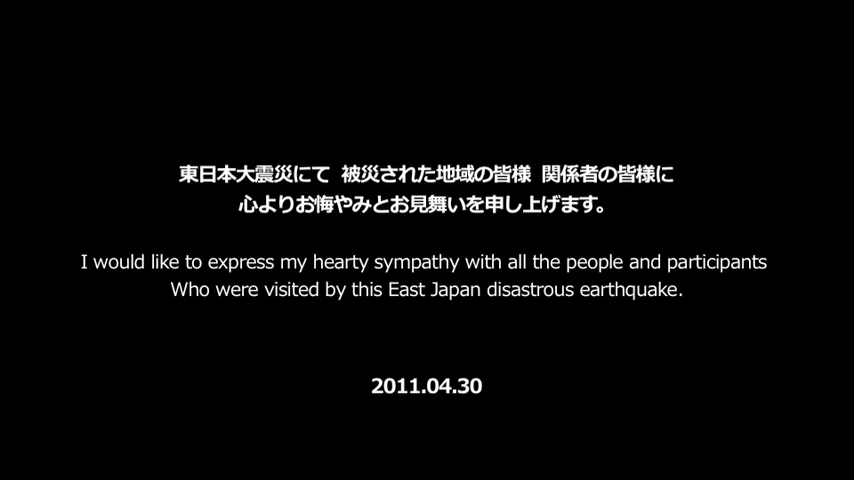 東日本大震災にて 被災された地域の皆様 関係者の皆様に
心よりお悔やみとお見舞いを申し上げます。
I would like to express my hearty sympathy with all the people and participants
Who were visited by this East Japan disastrous earthquake.
2011.04.30